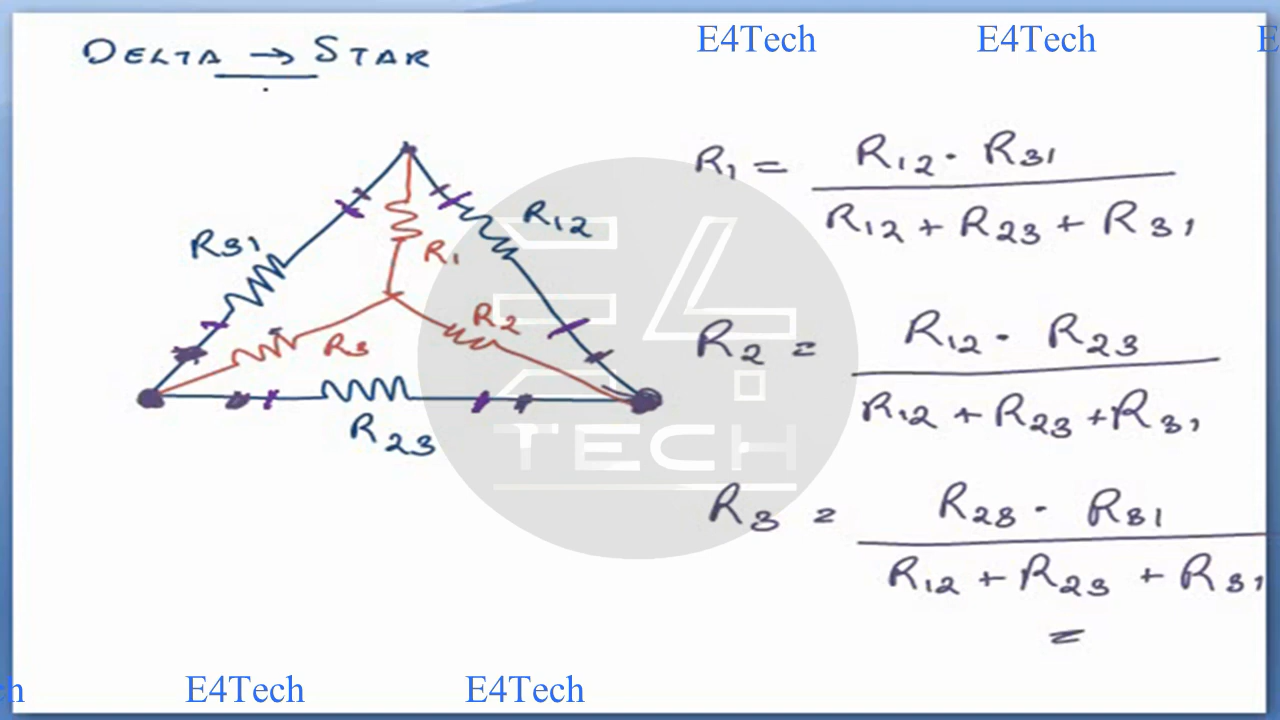 DELTA → STAR
E4Tech E4Tech E
R31
R12
R1
R2
R3
R23
R1 = R12 . R31
R12 + R23 + R31
R2 = R12 . R23
R12 + R23 + R31
R3 = R23 . R31
R12 + R23 + R31
=
E4
TECH
h E4Tech E4Tech